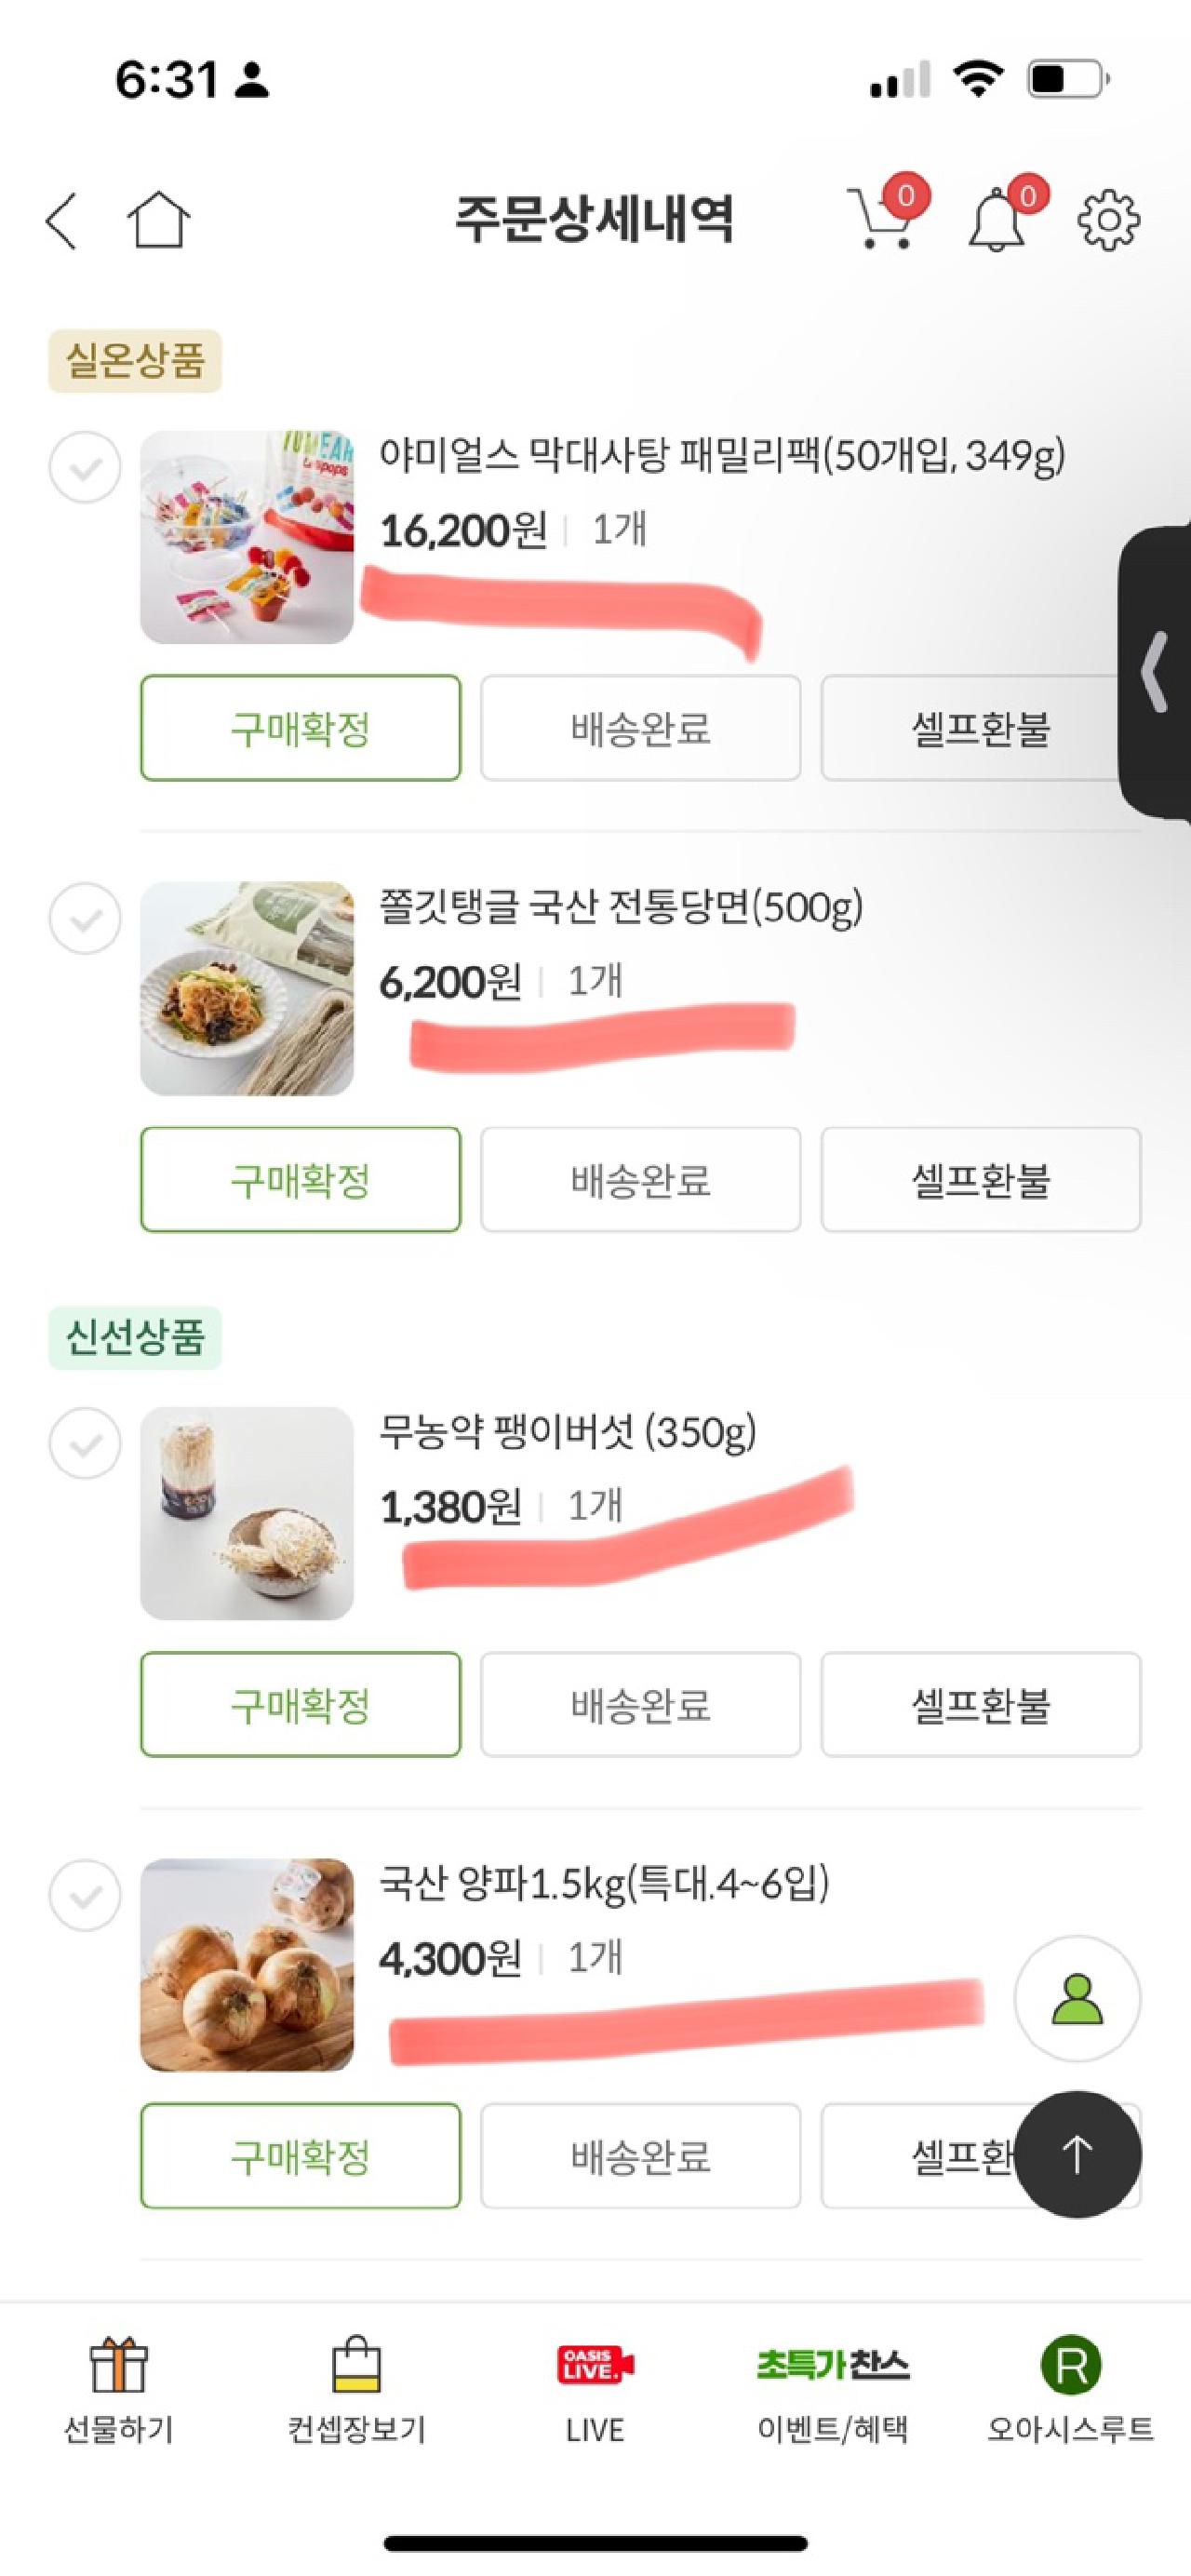 6:31
주문상세내역
0
0
실온상품
야미얼스 막대사탕 패밀리팩(50개입, 349g)
16,200원 | 1개
구매확정 배송완료 셀프환불
쫄깃탱글 국산 전통당면(500g)
6,200원 | 1개
구매확정 배송완료 셀프환불
신선상품
무농약 팽이버섯 (350g)
1,380원 | 1개
구매확정 배송완료 셀프환불
국산 양파1.5kg(특대.4~6입)
4,300원 | 1개
구매확정 배송완료 셀프환
OASIS
LIVE.
초특가찬스
R
선물하기 컨셉장보기 LIVE 이벤트/혜택 오아시스루트